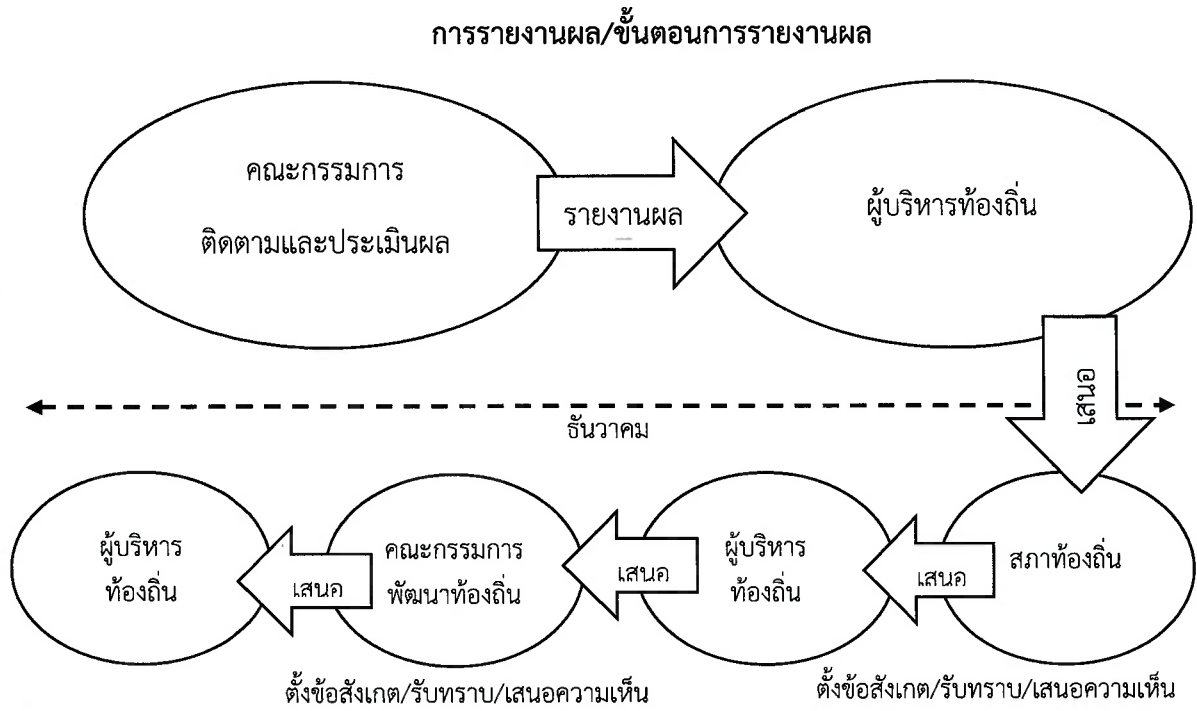 การรายงานผล/ขั้นตอนการรายงานผล
คณะกรรมการ
ติดตามและประเมินผล
รายงานผล
ผู้บริหารท้องถิ่น
เสนอ
ธันวาคม
ผู้บริหาร
ท้องถิ่น
เสนอ
คณะกรรมการ
พัฒนาท้องถิ่น
เสนอ
ผู้บริหาร
ท้องถิ่น
เสนอ
สภาท้องถิ่น
ตั้งข้อสังเกต/รับทราบ/เสนอความเห็น
ตั้งข้อสังเกต/รับทราบ/เสนอความเห็น